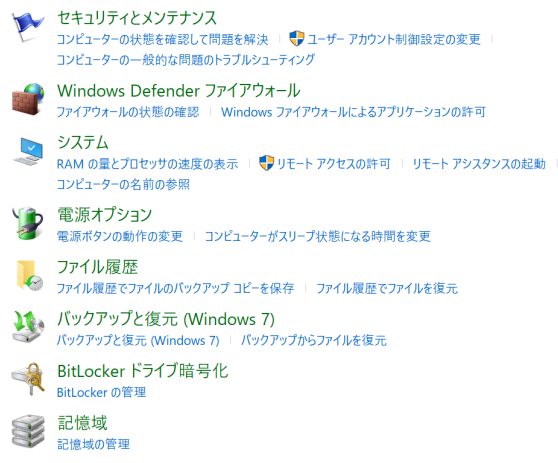 セキュリティとメンテナンス
コンピューターの状態を確認して問題を解決 ユーザー アカウント制御設定の変更
コンピューターの一般的な問題のトラブルシューティング
Windows Defender ファイアウォール
ファイアウォールの状態の確認 Windows ファイアウォールによるアプリケーションの許可
システム
RAM の量とプロセッサの速度の表示 リモート アクセスの許可 リモート アシスタンスの起動
コンピューターの名前の参照
電源オプション
電源ボタンの動作の変更 コンピューターがスリープ状態になる時間を変更
ファイル履歴
ファイル履歴でファイルのバックアップ コピーを保存 ファイル履歴でファイルを復元
バックアップと復元 (Windows 7)
バックアップと復元 (Windows 7) バックアップからファイルを復元
BitLocker ドライブ暗号化
BitLocker の管理
記憶域
記憶域の管理